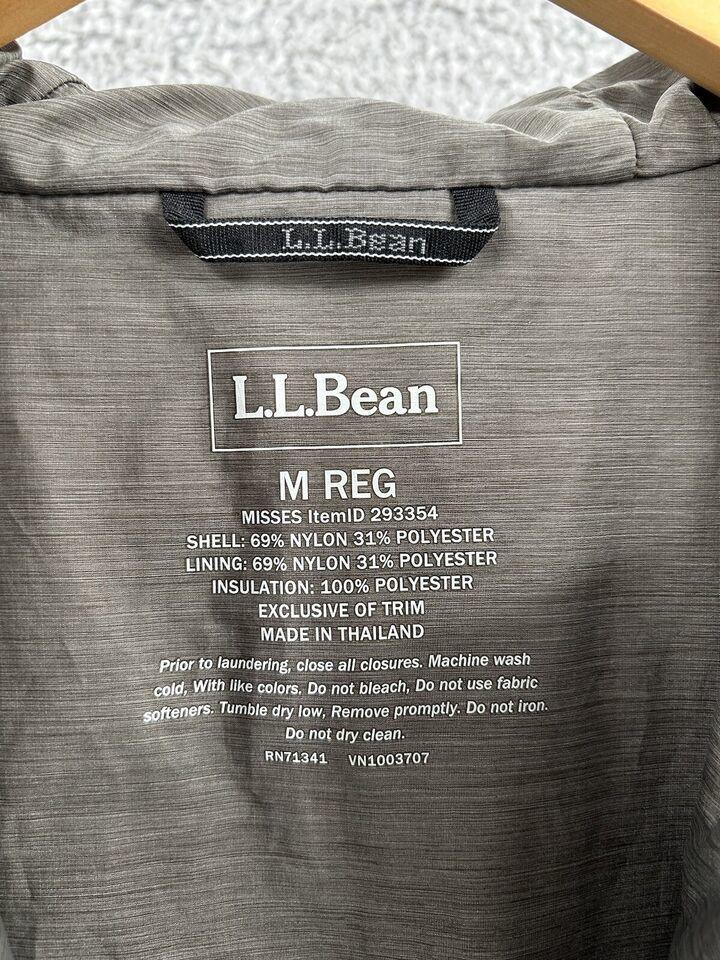 L.L.Bean
L.L.Bean
M REG
MISSES ItemID 293354
SHELL: 69% NYLON 31% POLYESTER
LINING: 69% NYLON 31% POLYESTER
INSULATION: 100% POLYESTER
EXCLUSIVE OF TRIM
MADE IN THAILAND
Prior to laundering, close all closures. Machine wash
cold, With like colors. Do not bleach, Do not use fabric
softeners. Tumble dry low, Remove promptly. Do not iron.
Do not dry clean.
RN71341 VN1003707